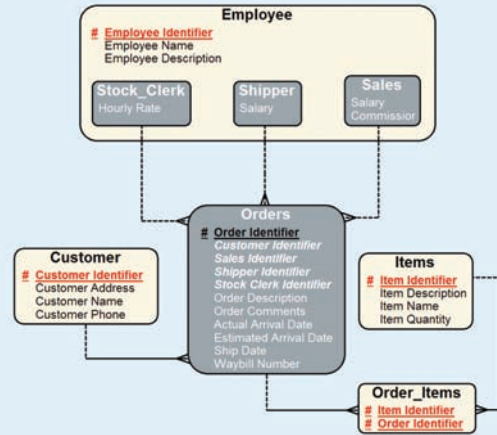 Employee
# Employee Identifier
Employee Name
Employee Description
Stock_Clerk
Hourly Rate
Shipper
Salary
Sales
Salary
Commissior
Orders
# Order Identifier
Customer Identifier
Sales Identifier
Shipper Identifier
Stock Clerk Identifier
Order Description
Order Comments
Actual Arrival Date
Estimated Arrival Date
Ship Date
Waybill Number
Customer
# Customer Identifier
Customer Address
Customer Name
Customer Phone
Items
# Item Identifier
Item Description
Item Name
Item Quantity
Order_Items
# Item Identifier
# Order Identifier